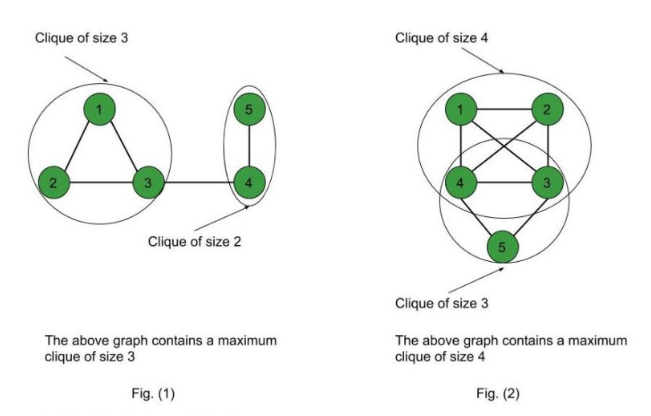 Clique of size 3
1
5
2
3
4
Clique of size 2
The above graph contains a maximum
clique of size 3
Fig. (1)
Clique of size 4
1
2
4
3
5
Clique of size 3
The above graph contains a maximum
clique of size 4
Fig. (2)